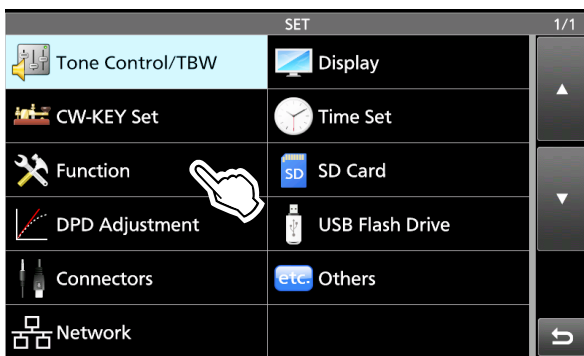 SET 1/1
Tone Control/TBW
Display
CW-KEY Set
Time Set
Function
SD SD Card
DPD Adjustment
USB Flash Drive
Connectors
etc. Others
Network